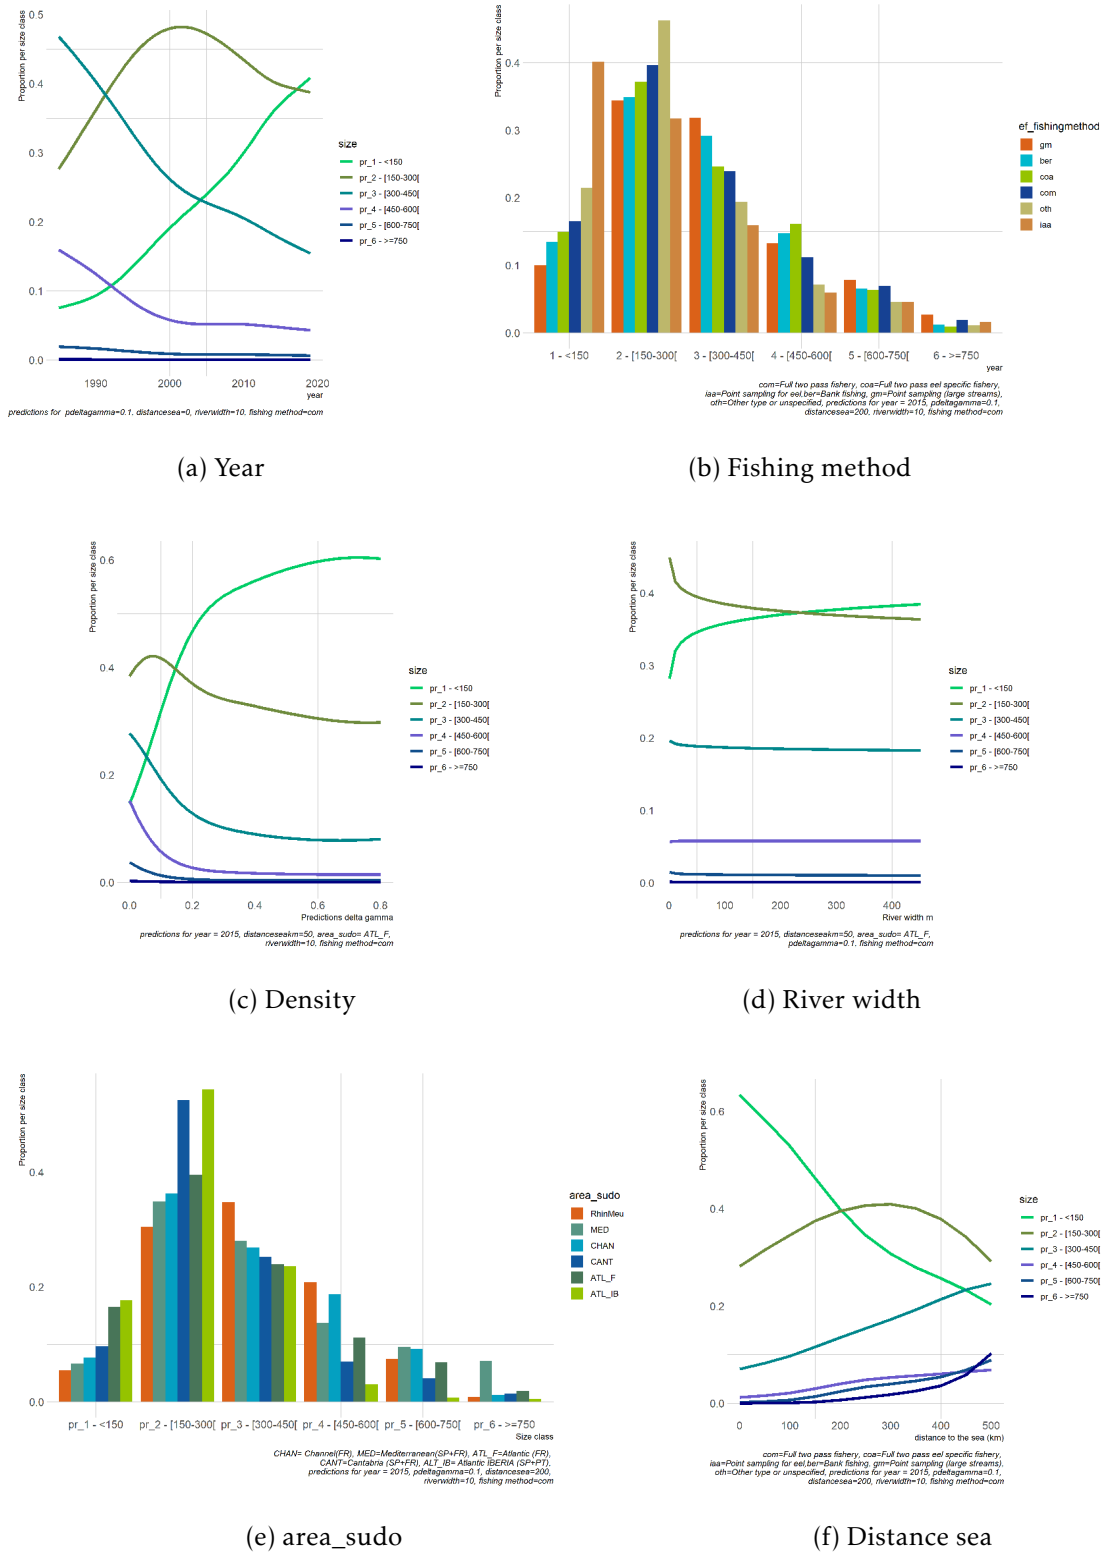 Proportion per size class
0.5
0.4
0.3
0.2
0.1
0.0
1990
2000
2010
2020
year
size
pr_1 - <150
pr_2 - [150-300[
pr_3 - [300-450[
pr_4 - [450-600[
pr_5 - [600-750[
pr_6 - >=750
predictions for pdeltagamma=0.1. distancesea=0, riverwidth=10. fishing method=com
(a) Year
Proportion per size class
0.4
0.3
0.2
0.1
0.0
1 - <150
2 - [150-300[
3 - [300-450[
4 - [450-600[
5 - [600-750[
6 - >=750
year
ef_fishingmethod
gm
ber
coa
com
oth
iaa
com=Full two pass fishery, coa=Full two pass eel specific fishery,
iaa=Point sampling for eel,ber=Bank fishing, gm=Point sampling (large streams),
oth=Other type or unspecified, predictions for year = 2015, pdeltagamma=0.1,
distancesea=200. riverwidth=10, fishing method=com
(b) Fishing method
Proportion per size class
0.6
0.4
0.2
0.0
0.0
0.2
0.4
0.6
0.8
Predictions delta gamma
size
pr_1 - <150
pr_2 - [150-300[
pr_3 - [300-450[
pr_4 - [450-600[
pr_5 - [600-750[
pr_6 - >=750
predictions for year = 2015, distanceseakm=50, area_sudo= ATL_F,
riverwidth=10. fishing method=com
(c) Density
Proportion per size class
0.4
0.3
0.2
0.1
0.0
0
100
200
300
400
River width m
size
pr_1 - <150
pr_2 - [150-300[
pr_3 - [300-450[
pr_4 - [450-600[
pr_5 - [600-750[
pr_6 - >=750
predictions for year = 2015, distanceseakm=50, area_sudo= ATL_F,
pdeltagamma=0.1. fishing method=com
(d) River width
Proportion per size class
0.4
0.2
0.0
pr_1 - <150
pr_2 - [150-300[
pr_3 - [300-450[
pr_4 - [450-600[
pr_5 - [600-750[
pr_6 - >=750
Size class
area_sudo
RhinMeu
MED
CHAN
CANT
ATL_F
ATL_IB
CHAN= Channel(FR), MED=Mediterranean(SP+FR), ATL_F=Atlantic (FR),
CANT=Cantabria (SP+FR), ALT_IB= Atlantic IBERIA (SP+PT),
predictions for year = 2015, pdeltagamma=0.1, distancesea=200,
riverwidth=10, fishing method=com
(e) area_sudo
Proportion per size class
0.6
0.4
0.2
0.0
0
100
200
300
400
500
distance to the sea (km)
size
pr_1 - <150
pr_2 - [150-300[
pr_3 - [300-450[
pr_4 - [450-600[
pr_5 - [600-750[
pr_6 - >=750
com=Full two pass fishery, coa=Full two pass eel specific fishery,
iaa=Point sampling for eel,ber=Bank fishing. gm=Point sampling (large streams),
oth=Other type or unspecified, predictions for year = 2015, pdeltagamma=0.1,
distancesea=200, riverwidth=10. fishing method=com
(f) Distance sea